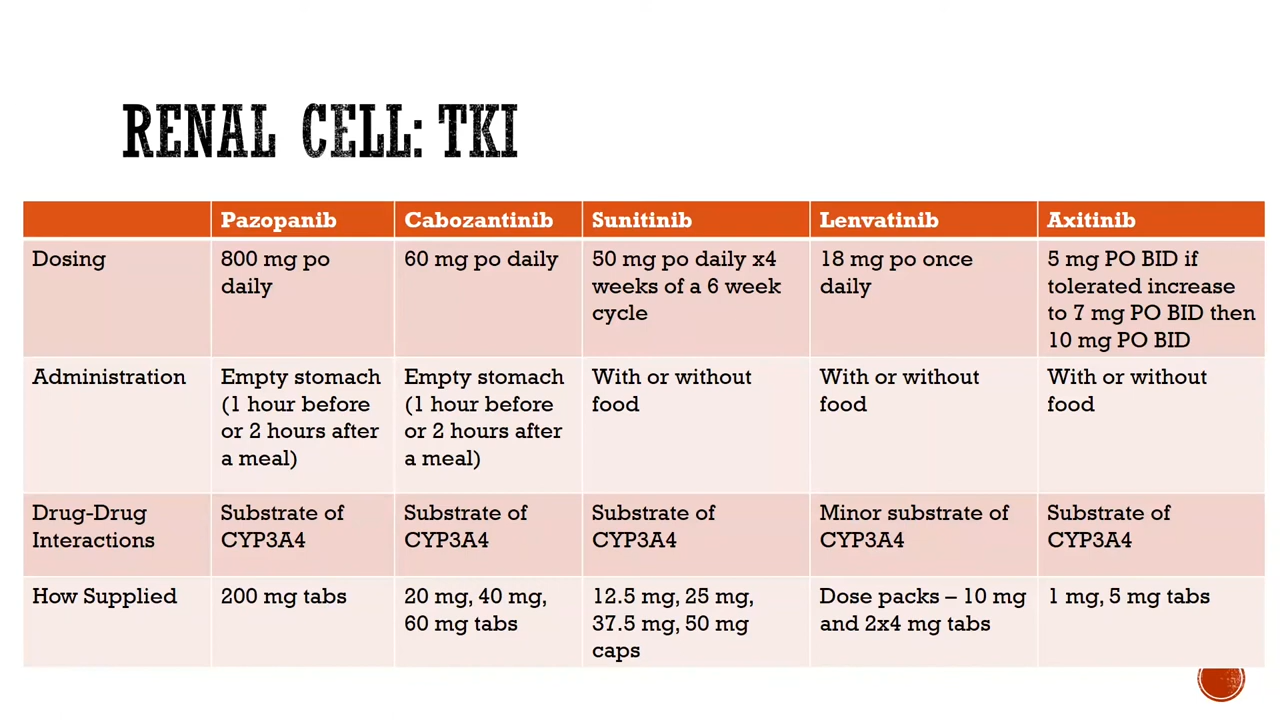 RENAL CELL: TKI
Pazopanib Cabozantinib Sunitinib Lenvatinib Axitinib
Dosing
800 mg po
daily
60 mg po daily
50 mg po daily x4
weeks of a 6 week
cycle
18 mg po once
daily
5 mg PO BID if
tolerated increase
to 7 mg PO BID then
10 mg PO BID
Administration
Empty stomach
(1 hour before
or 2 hours after
a meal)
Empty stomach
(1 hour before
or 2 hours after
a meal)
With or without
food
With or without
food
With or without
food
Drug-Drug
Interactions
Substrate of
CYP3A4
Substrate of
CYP3A4
Substrate of
CYP3A4
Minor substrate of
CYP3A4
Substrate of
CYP3A4
How Supplied
200 mg tabs
20 mg, 40 mg,
60 mg tabs
12.5 mg, 25 mg,
37.5 mg, 50 mg
caps
Dose packs – 10 mg
and 2x4 mg tabs
1 mg, 5 mg tabs